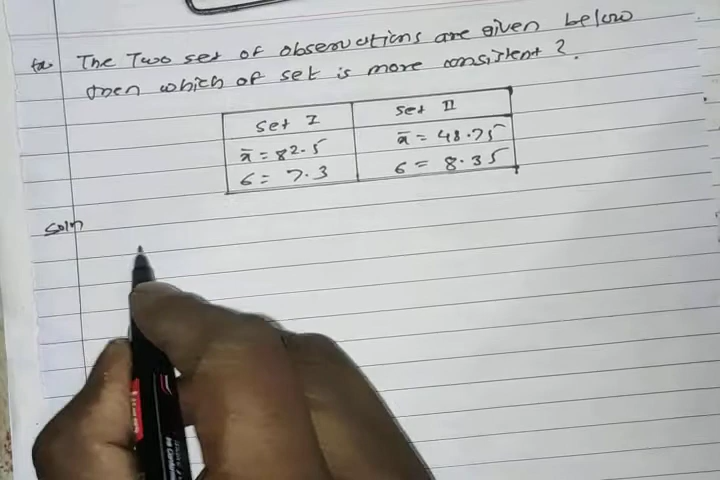 The Two set of observations are given below
then which of set is more consistent ?
set I set II
x̄ = 82.5 x̄ = 48.75
σ = 7.3 σ = 8.35
Soln